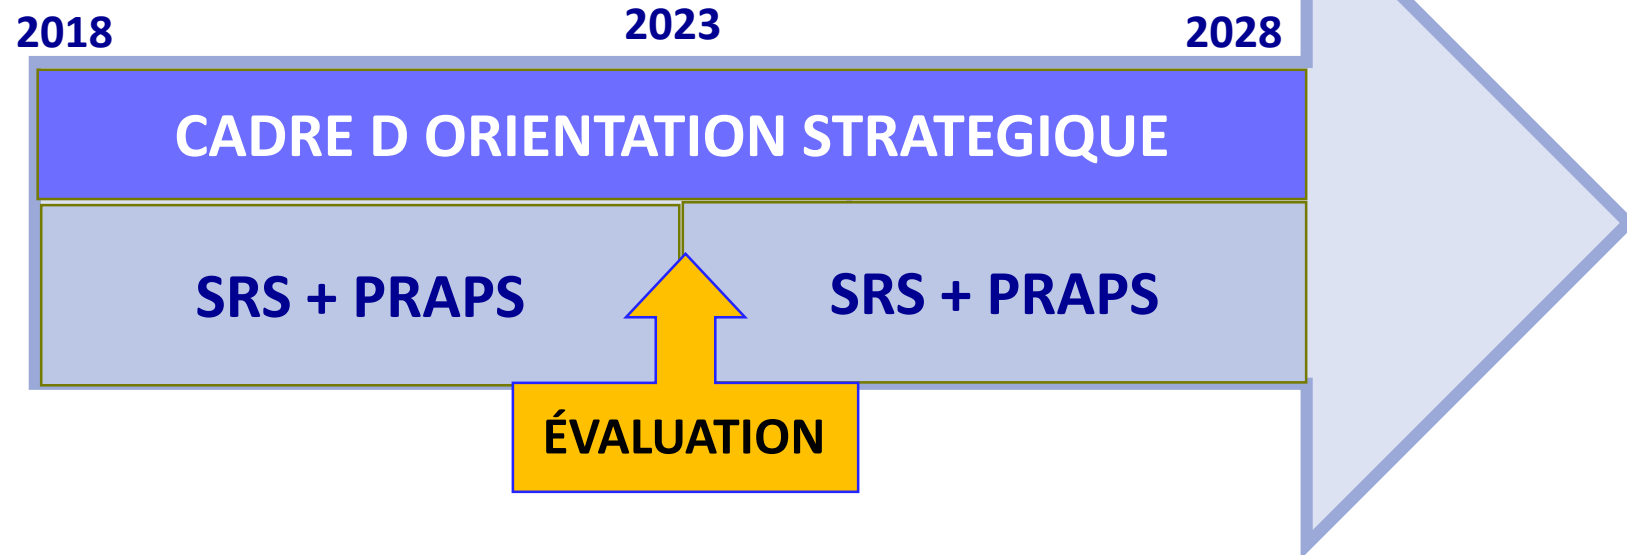 2018
2023
2028
CADRE D ORIENTATION STRATEGIQUE
SRS + PRAPS
SRS + PRAPS
ÉVALUATION